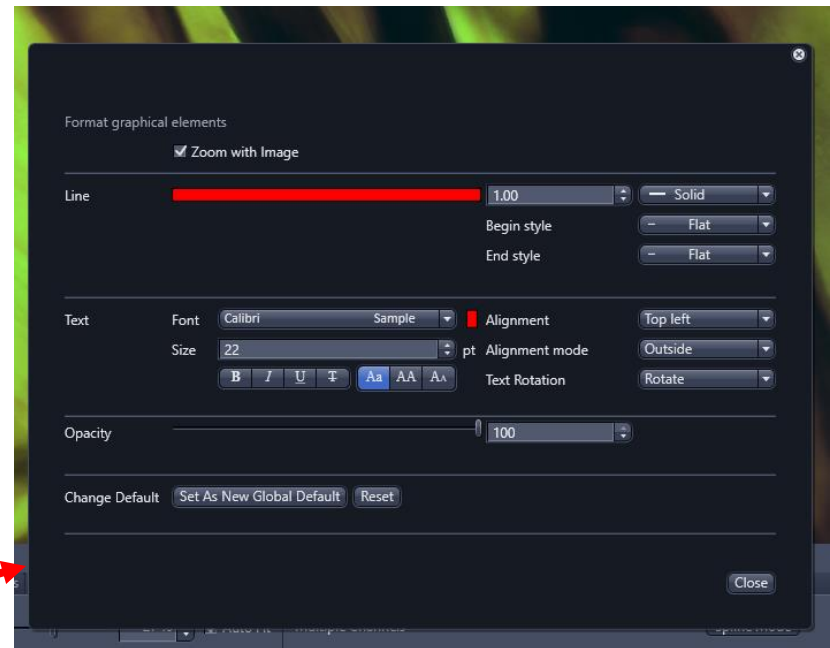 Format graphical elements
Zoom with Image
Line 1.00 Solid
Begin style Flat
End style Flat
Text Font Calibri Sample Alignment Top left
Size 22 pt Alignment mode Outside
B I U T Aa AA AA Text Rotation Rotate
Opacity 100
Change Default Set As New Global Default Reset
Close